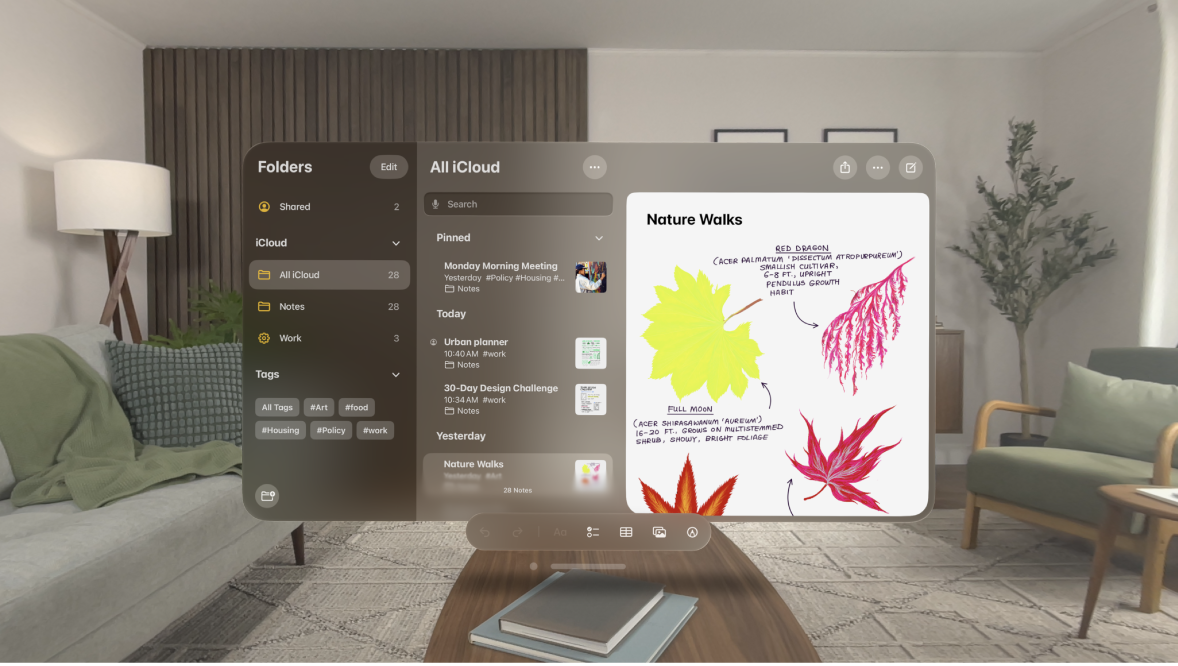 Folders
Edit
Shared
2
iCloud
All iCloud
28
Notes
28
Work
3
Tags
All Tags
#Art
#food
#Housing
#Policy
#work
All iCloud
Search
Pinned
Monday Morning Meeting
Yesterday #Policy #Housing #...
Notes
Today
Urban planner
10:40 AM #work
Notes
30-Day Design Challenge
10:34 AM #work
Notes
Yesterday
Nature Walks
Yesterday #Art
28 Notes
Nature Walks
RED DRAGON
(ACER PALMATUM 'DISSECTUM ATROPURPUREUM')
SMALLISH CULTIVAR,
6-8 FT., UPRIGHT
PENDULUS GROWTH
HABIT
FULL MOON
(ACER SHIRASAWANUM 'AUREUM')
16-20 FT., GROWS ON MULTISTEMMED
SHRUB, SHOWY, BRIGHT FOLIAGE
Aa